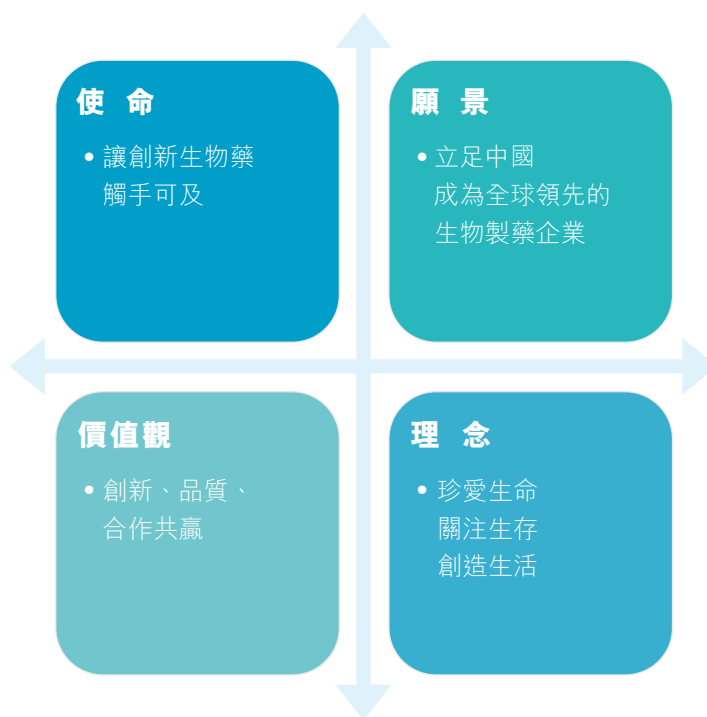 使 命
• 讓創新生物藥
觸手可及
願 景
• 立足中國
成為全球領先的
生物製藥企業
價值觀
• 創新、品質、
合作共贏
理 念
• 珍愛生命
關注生存
創造生活